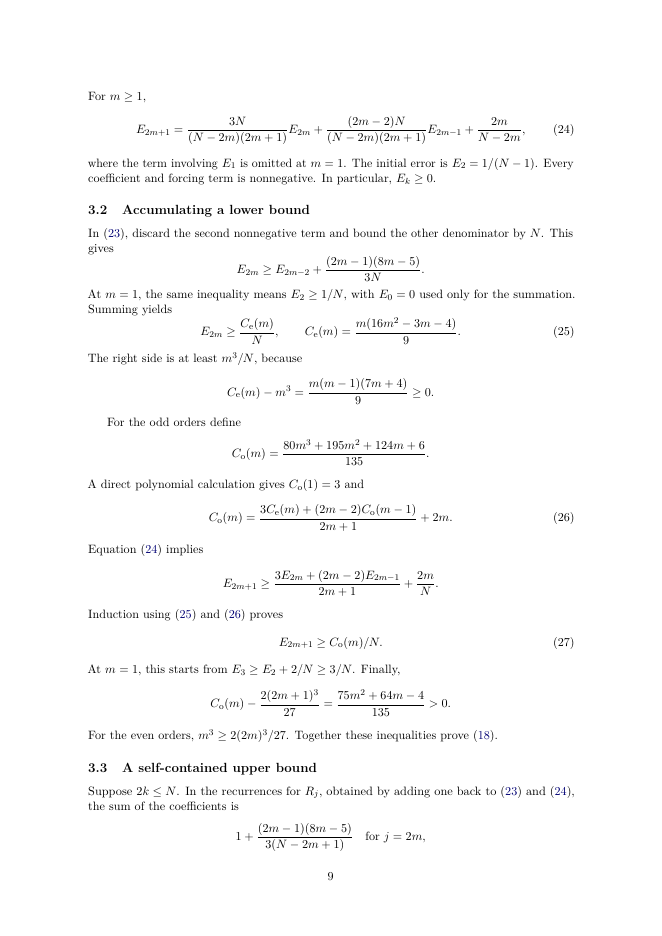 For m ≥ 1,
E_{2m+1} = \frac{3N}{(N − 2m)(2m + 1)} E_{2m} + \frac{(2m − 2)N}{(N − 2m)(2m + 1)} E_{2m−1} + \frac{2m}{N − 2m}, (24)
where the term involving E_1 is omitted at m = 1. The initial error is E_2 = 1/(N − 1). Every
coefficient and forcing term is nonnegative. In particular, E_k ≥ 0.
3.2 Accumulating a lower bound
In (23), discard the second nonnegative term and bound the other denominator by N. This
gives
E_{2m} ≥ E_{2m−2} + \frac{(2m − 1)(8m − 5)}{3N}.
At m = 1, the same inequality means E_2 ≥ 1/N, with E_0 = 0 used only for the summation.
Summing yields
E_{2m} ≥ \frac{C_e(m)}{N}, C_e(m) = \frac{m(16m^2 − 3m − 4)}{9}. (25)
The right side is at least m^3/N, because
C_e(m) − m^3 = \frac{m(m − 1)(7m + 4)}{9} ≥ 0.
For the odd orders define
C_o(m) = \frac{80m^3 + 195m^2 + 124m + 6}{135}.
A direct polynomial calculation gives C_o(1) = 3 and
C_o(m) = \frac{3C_e(m) + (2m − 2)C_o(m − 1)}{2m + 1} + 2m. (26)
Equation (24) implies
E_{2m+1} ≥ \frac{3E_{2m} + (2m − 2)E_{2m−1}}{2m + 1} + \frac{2m}{N}.
Induction using (25) and (26) proves
E_{2m+1} ≥ C_o(m)/N. (27)
At m = 1, this starts from E_3 ≥ E_2 + 2/N ≥ 3/N. Finally,
C_o(m) − \frac{2(2m + 1)^3}{27} = \frac{75m^2 + 64m − 4}{135} > 0.
For the even orders, m^3 ≥ 2(2m)^3/27. Together these inequalities prove (18).
3.3 A self-contained upper bound
Suppose 2k ≤ N. In the recurrences for R_j, obtained by adding one back to (23) and (24),
the sum of the coefficients is
1 + \frac{(2m − 1)(8m − 5)}{3(N − 2m + 1)} for j = 2m,
9